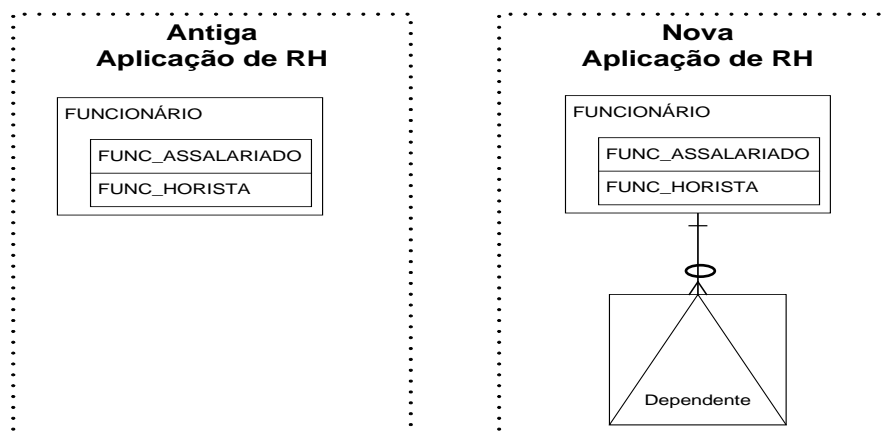 Antiga
Aplicação de RH
FUNCIONÁRIO
FUNC_ASSALARIADO
FUNC_HORISTA
Nova
Aplicação de RH
FUNCIONÁRIO
FUNC_ASSALARIADO
FUNC_HORISTA
Dependente